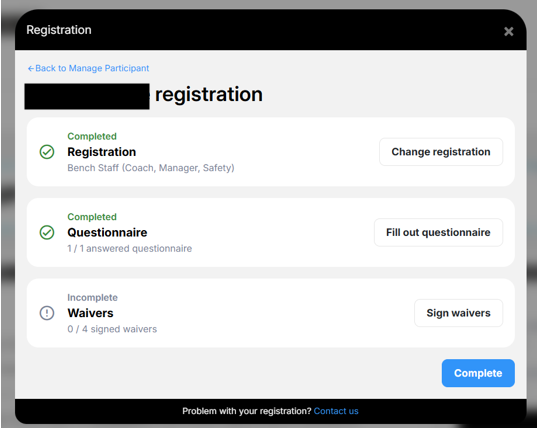 Registration
←Back to Manage Participant
registration
Completed
Registration
Bench Staff (Coach, Manager, Safety)
Change registration
Completed
Questionnaire
1 / 1 answered questionnaire
Fill out questionnaire
Incomplete
Waivers
0 / 4 signed waivers
Sign waivers
Complete
Problem with your registration? Contact us